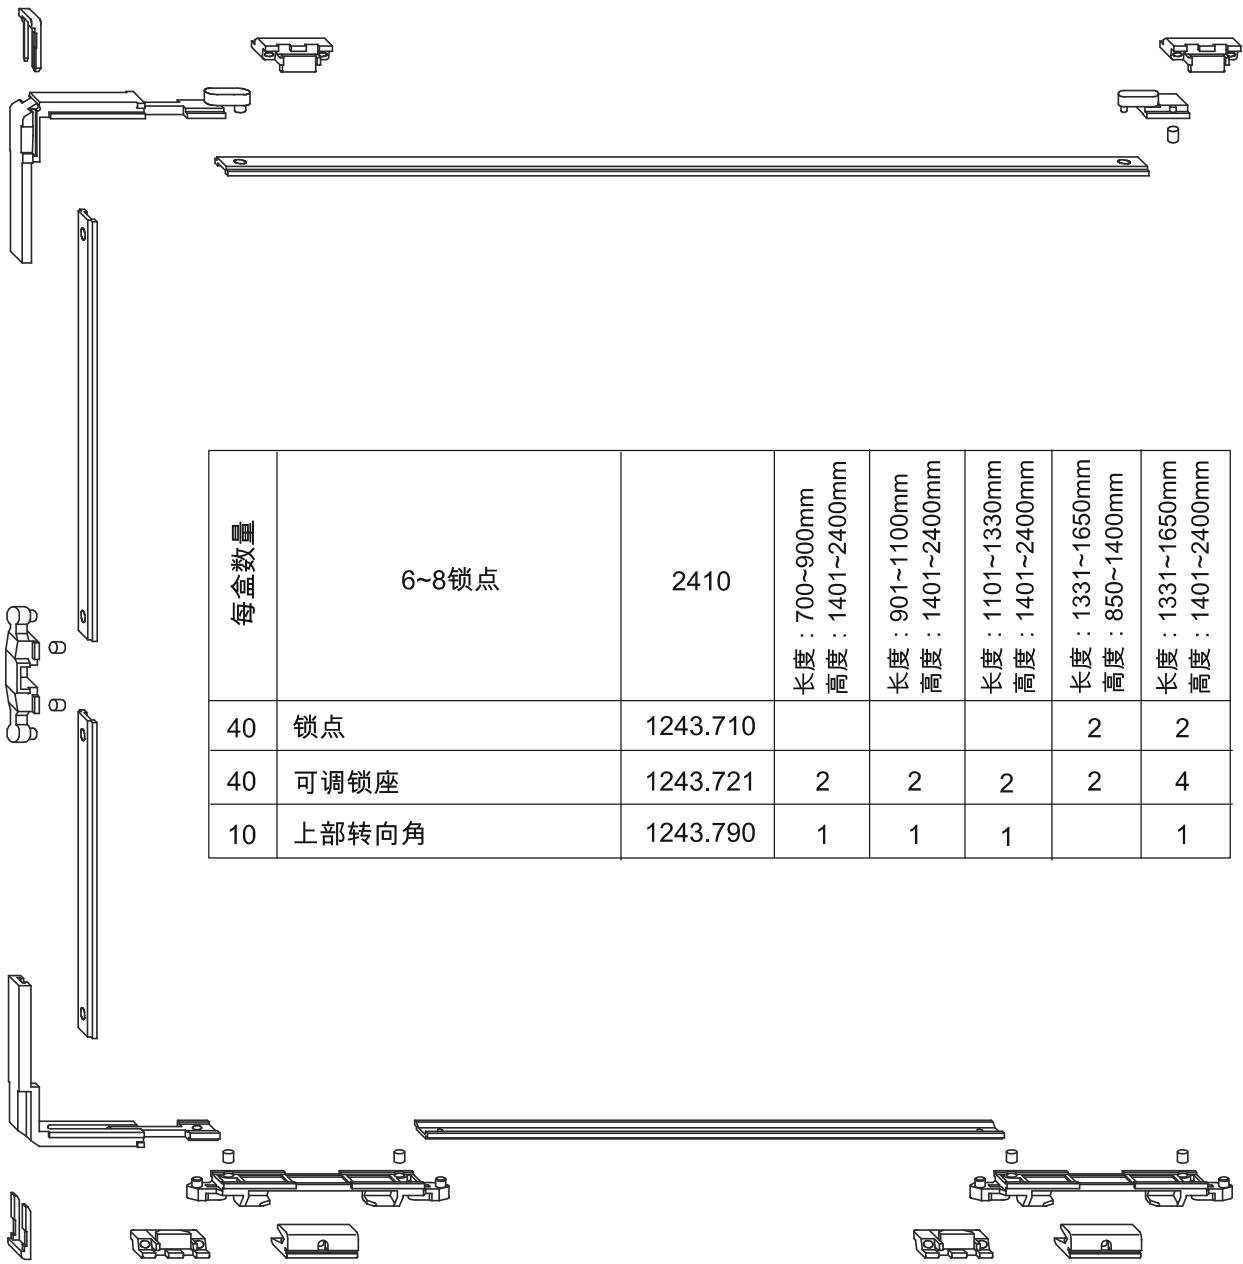 每盒数量
6~8锁点
2410
长度：700~900mm
高度：1401~2400mm
长度：901~1100mm
高度：1401~2400mm
长度：1101~1330mm
高度：1401~2400mm
长度：1331~1650mm
高度：850~1400mm
长度：1331~1650mm
高度：1401~2400mm
40 锁点 1243.710 2 2
40 可调锁座 1243.721 2 2 2 2 4
10 上部转向角 1243.790 1 1 1 1